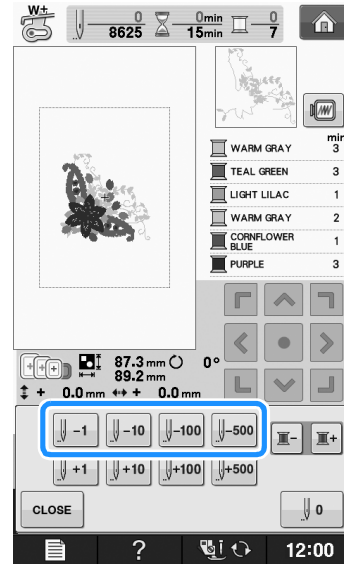 W+
0
8625
0min
15min
0
7
min
WARM GRAY 3
TEAL GREEN 3
LIGHT LILAC 1
WARM GRAY 2
CORNFLOWER
BLUE 1
PURPLE 3
87.3 mm 0°
89.2 mm
+ 0.0 mm + 0.0 mm
-1 -10 -100 -500 - +
+1 +10 +100 +500
CLOSE 0
? 12:00